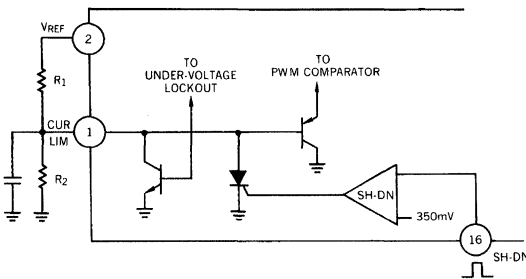 VREF
2
TO
UNDER-VOLTAGE
LOCKOUT
TO
PWM COMPARATOR
R1
CUR
LIM
1
R2
SH-DN
350mV
16
SH-DN